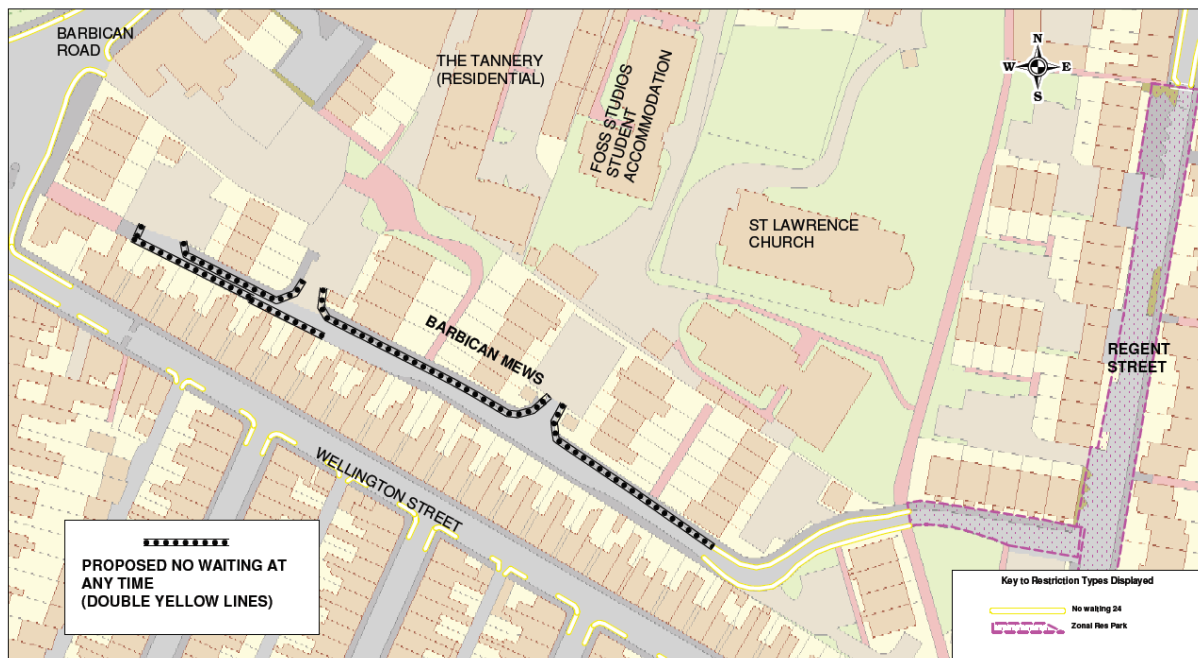 BARBICAN
ROAD
THE TANNERY
(RESIDENTIAL)
FOSS STUDIOS
STUDENT
ACCOMMODATION
N
W E
S
ST LAWRENCE
CHURCH
REGENT
STREET
BARBICAN MEWS
WELLINGTON STREET
PROPOSED NO WAITING AT
ANY TIME
(DOUBLE YELLOW LINES)
Key to Restriction Types Displayed
No waiting 24
Zonal Res Park